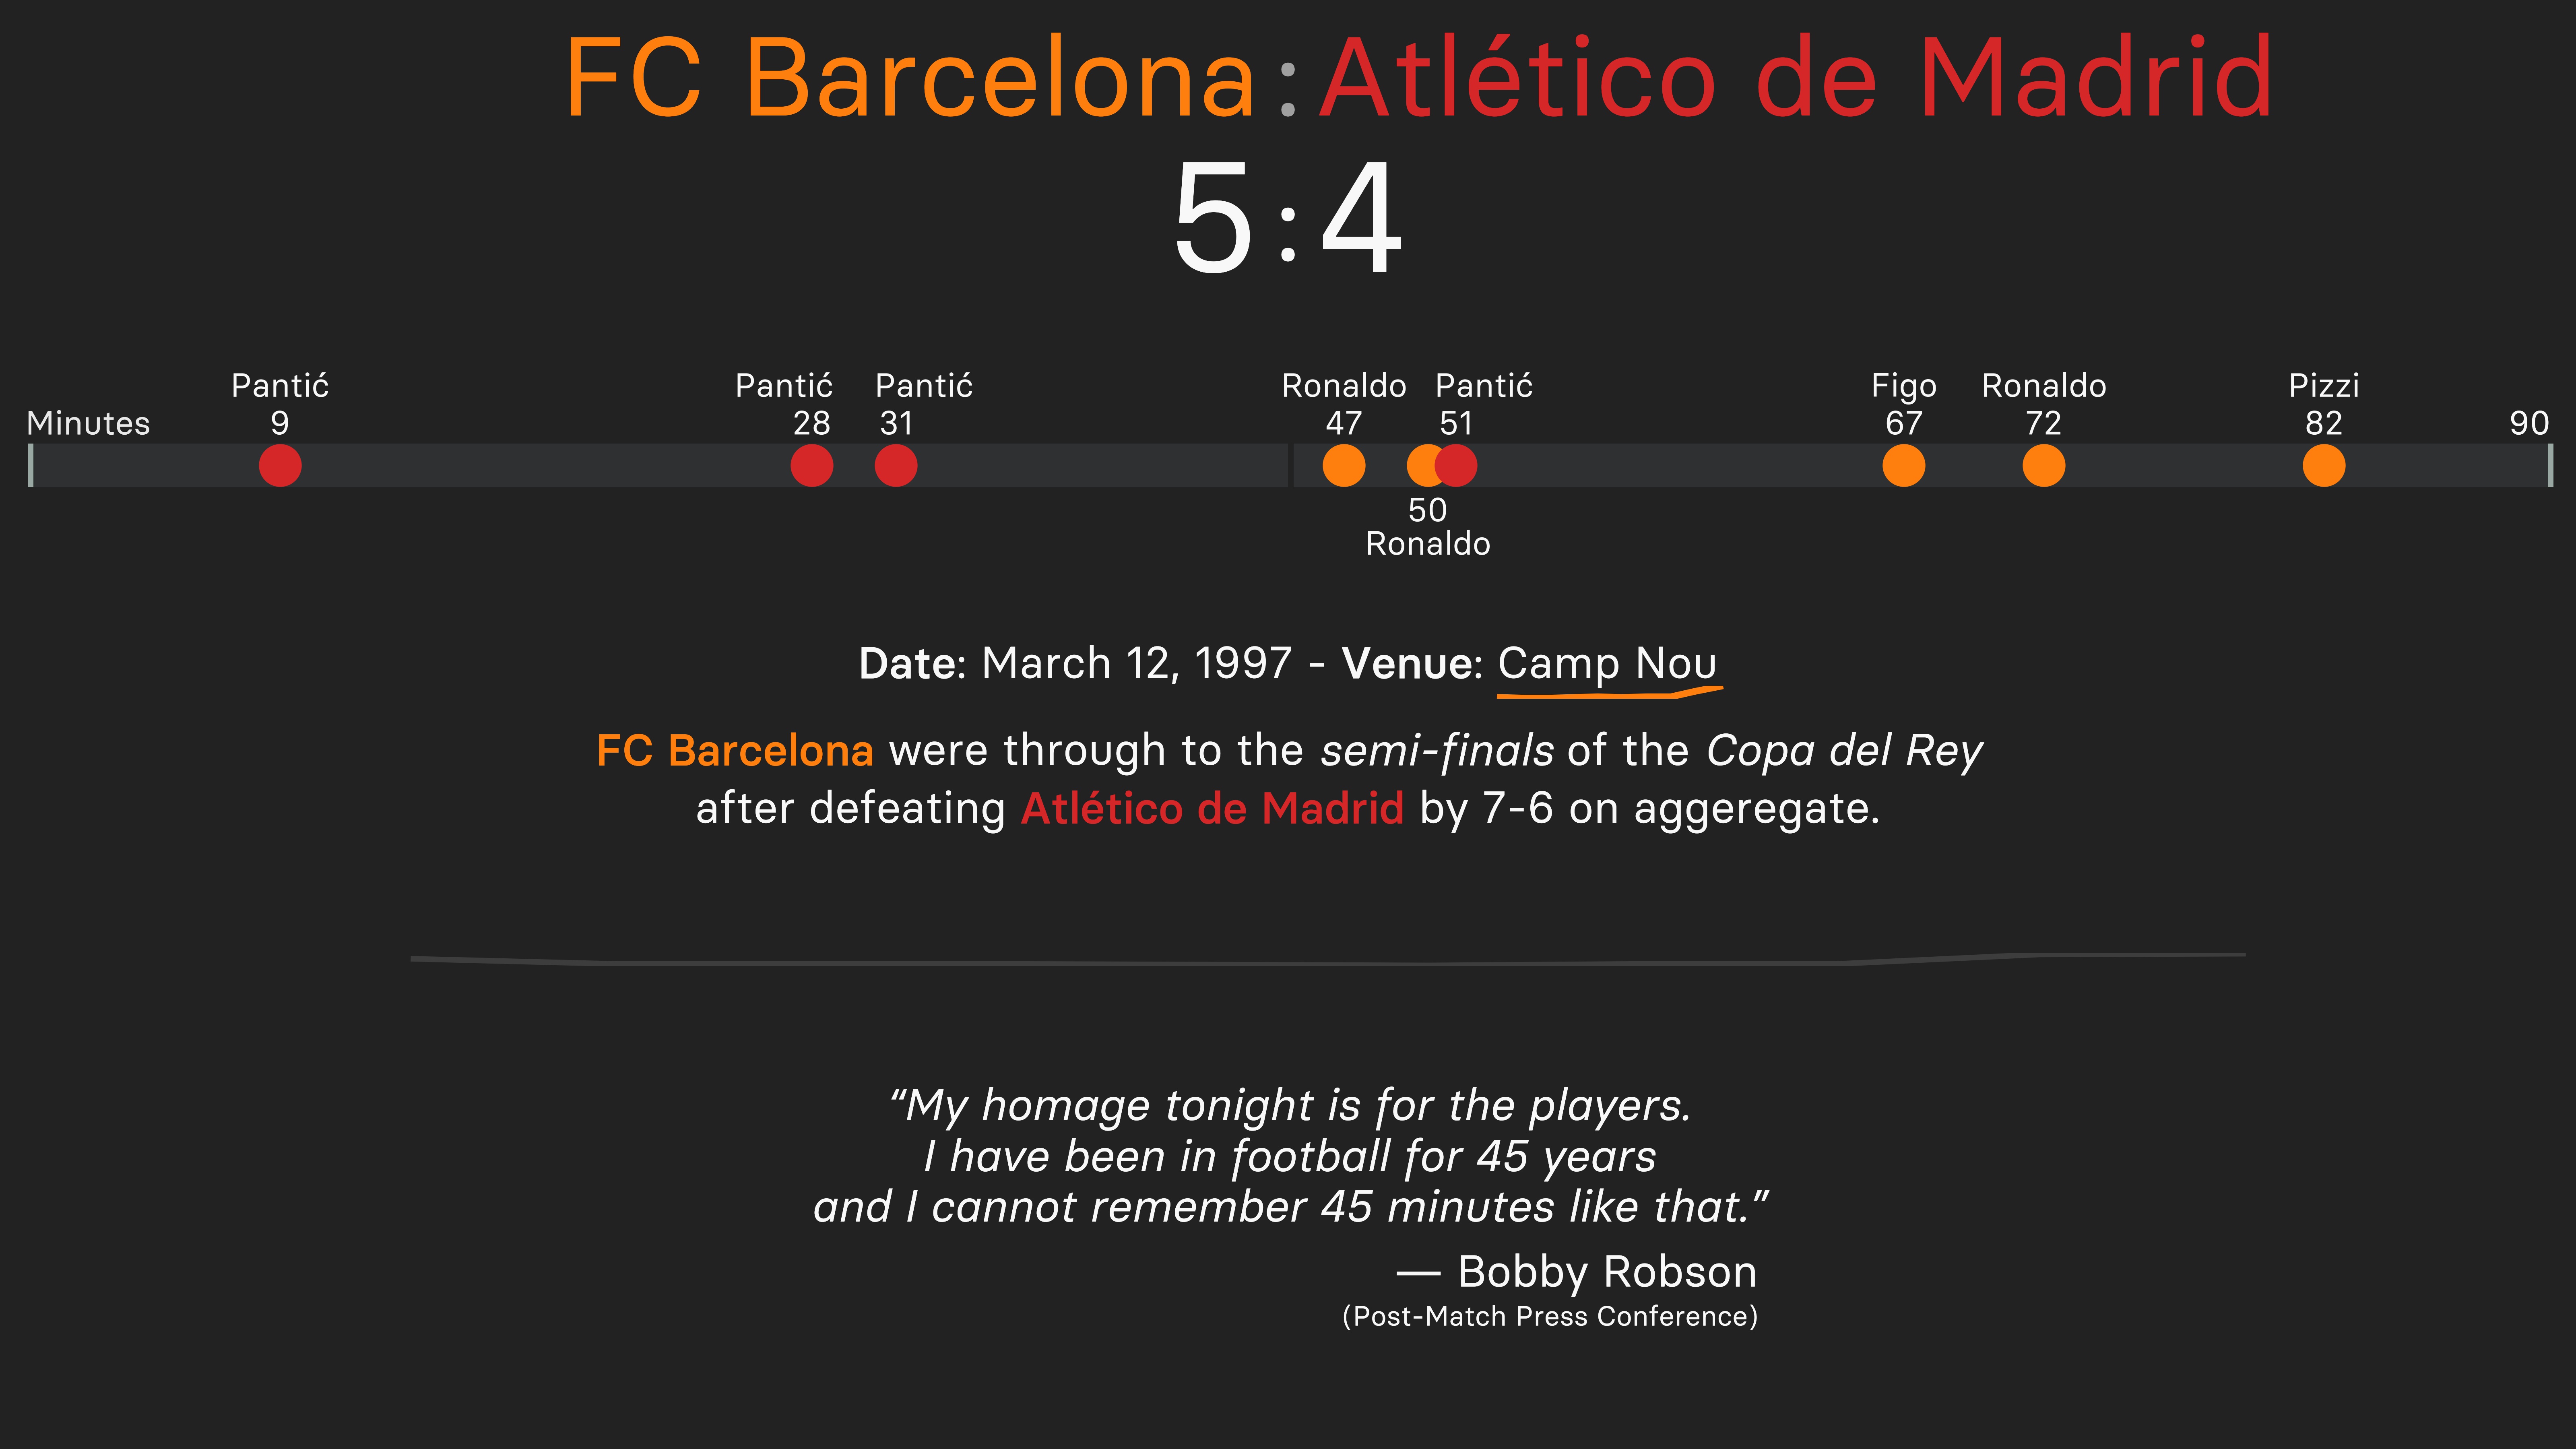 FC Barcelona : Atlético de Madrid
5 : 4
Pantić Pantić Pantić Ronaldo Pantić Figo Ronaldo Pizzi
Minutes 9 28 31 47 51 67 72 82 90
50
Ronaldo
Date: March 12, 1997 - Venue: Camp Nou
FC Barcelona were through to the semi-finals of the Copa del Rey
after defeating Atlético de Madrid by 7-6 on aggeregate.
“My homage tonight is for the players.
I have been in football for 45 years
and I cannot remember 45 minutes like that.”
— Bobby Robson
(Post-Match Press Conference)